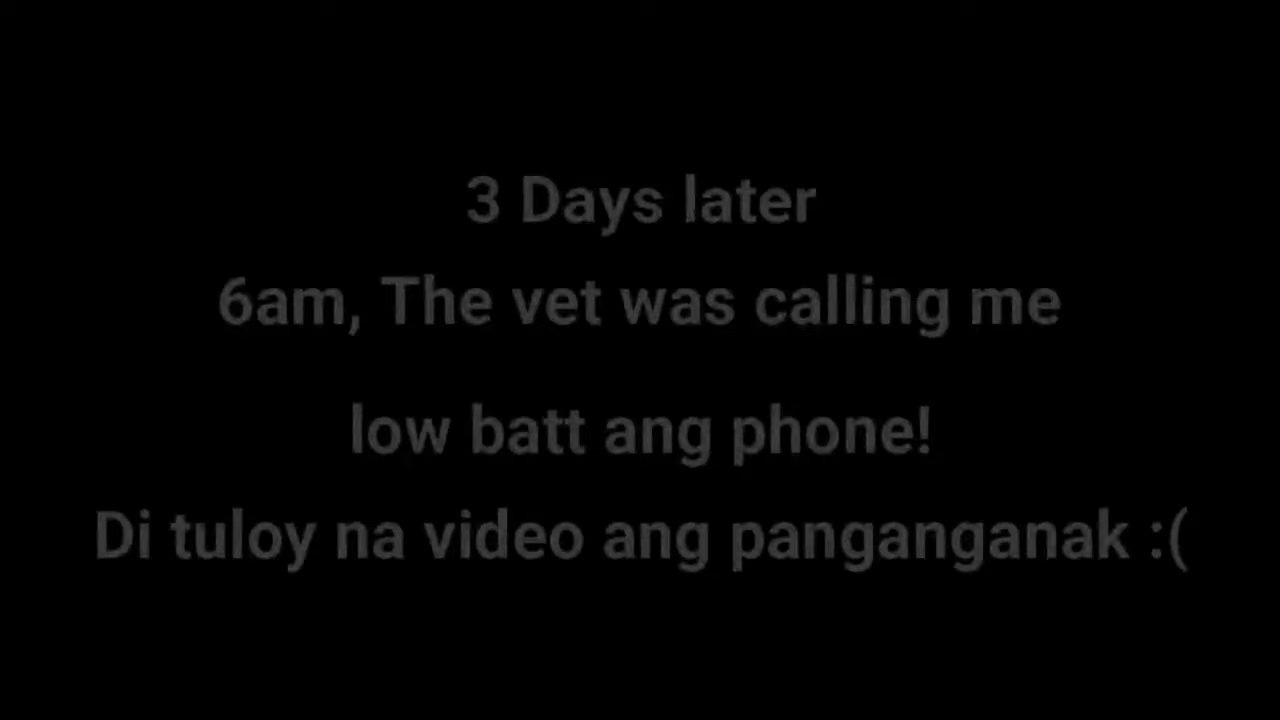 3 Days later
6am, The vet was calling me
low batt ang phone!
Di tuloy na video ang panganganak :(